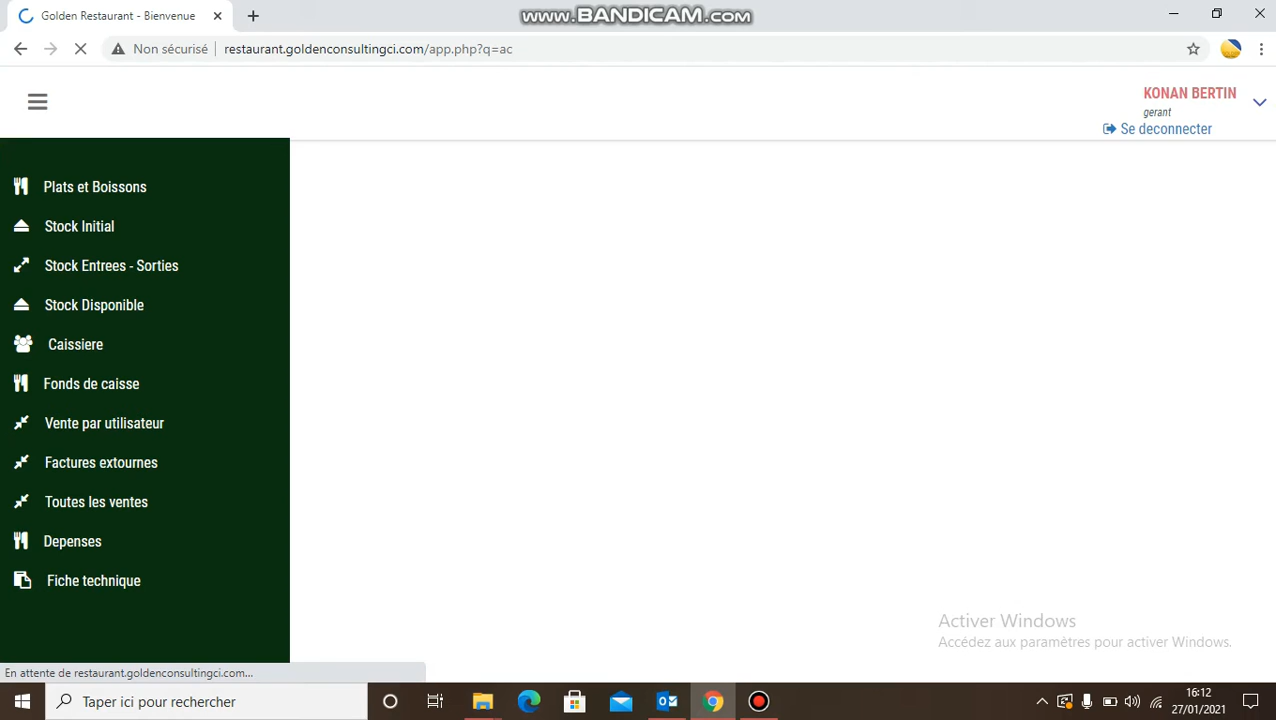 Golden Restaurant - Bienvenue
www.BANDICAM.com
Non sécurisé
restaurant.goldenconsultingci.com/app.php?q=ac
KONAN BERTIN
gerant
Se deconnecter
Plats et Boissons
Stock Initial
Stock Entrees - Sorties
Stock Disponible
Caissiere
Fonds de caisse
Vente par utilisateur
Factures extournes
Toutes les ventes
Depenses
Fiche technique
Activer Windows
Accédez aux paramètres pour activer Windows.
En attente de restaurant.goldenconsultingci.com...
Taper ici pour rechercher
16:12
27/01/2021